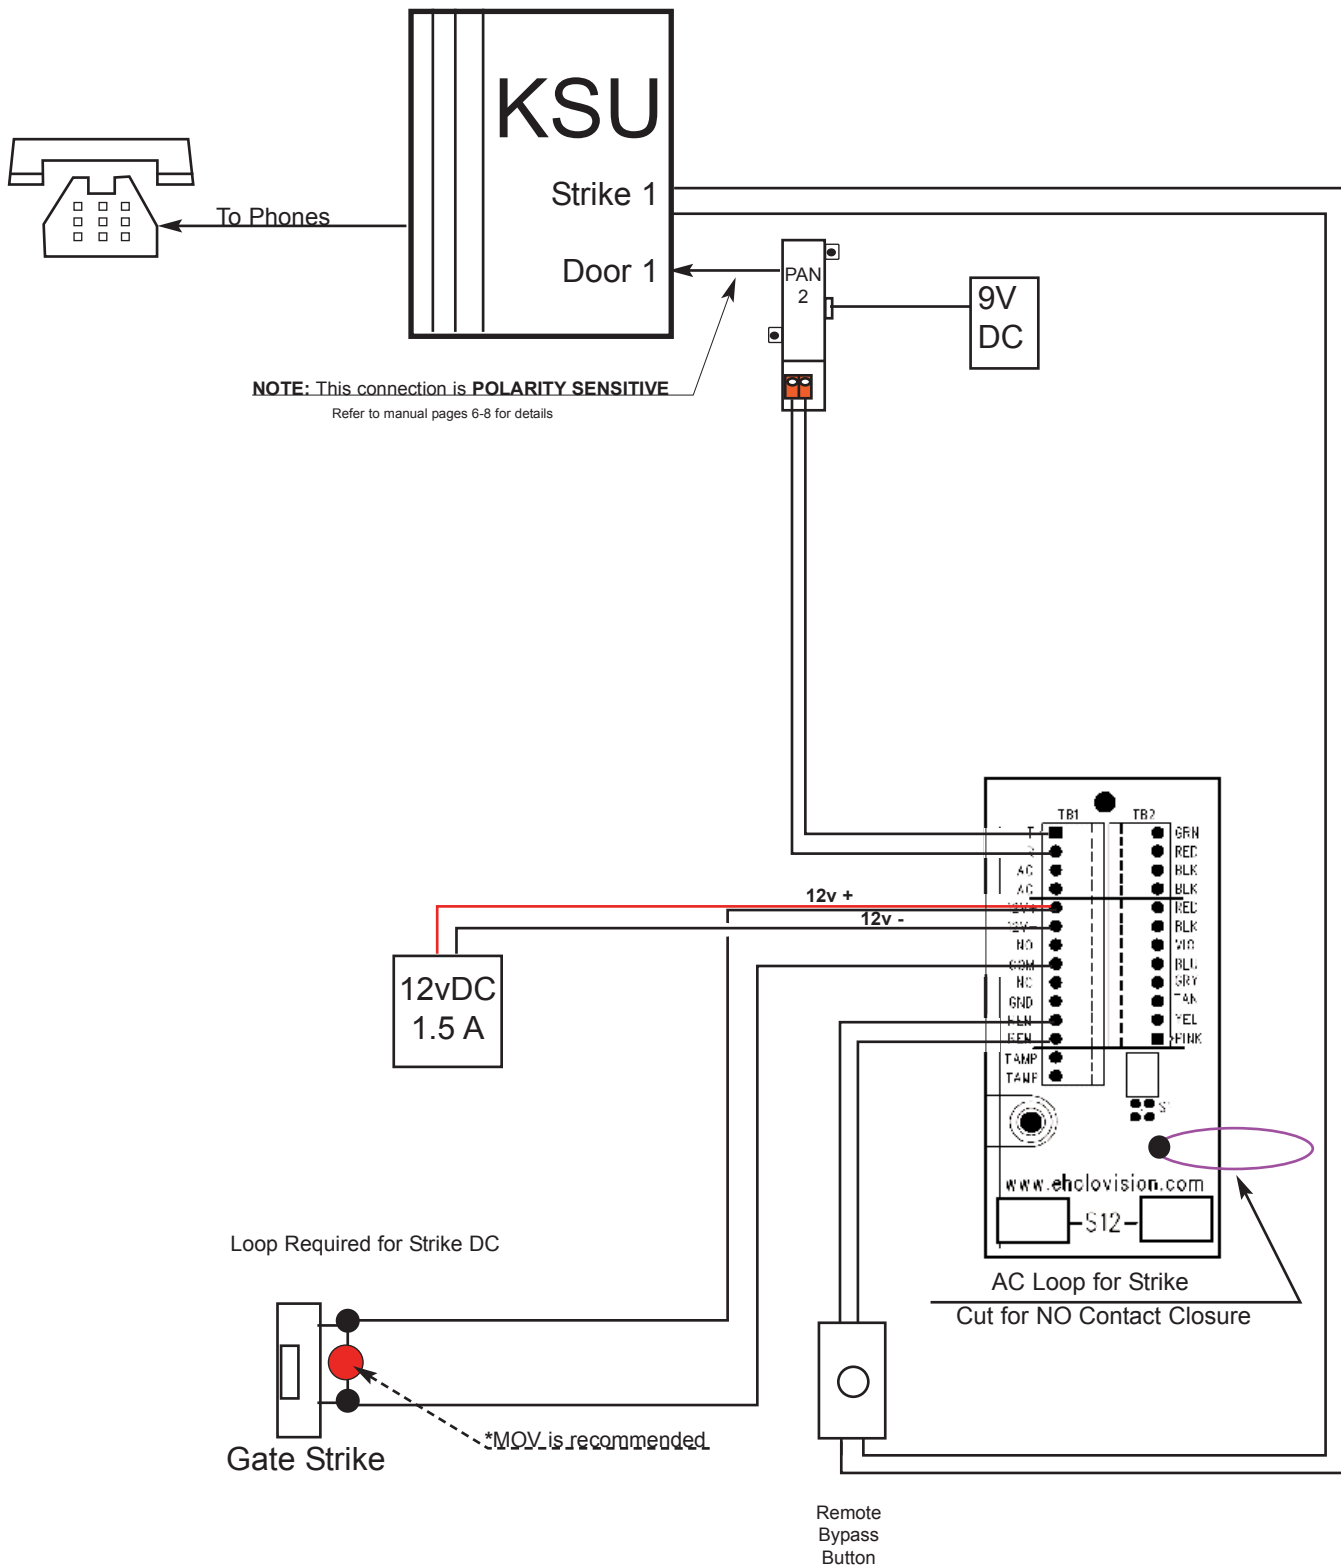 KSU
Strike 1
To Phones
Door 1
PAN
2
9V
DC
NOTE: This connection is POLARITY SENSITIVE
Refer to manual pages 6-8 for details
TB1
TB2
T
GRN
RED
AC
BLK
AC
BLK
12v +
RED
12v -
BLK
NO
VIO
COM
BLU
NC
GRY
GND
TAN
YEL
PINK
TAMP
TAMP
12vDC
1.5 A
www.ehclovision.com
S12
Loop Required for Strike DC
AC Loop for Strike
Cut for NO Contact Closure
*MOV is recommended
Gate Strike
Remote
Bypass
Button